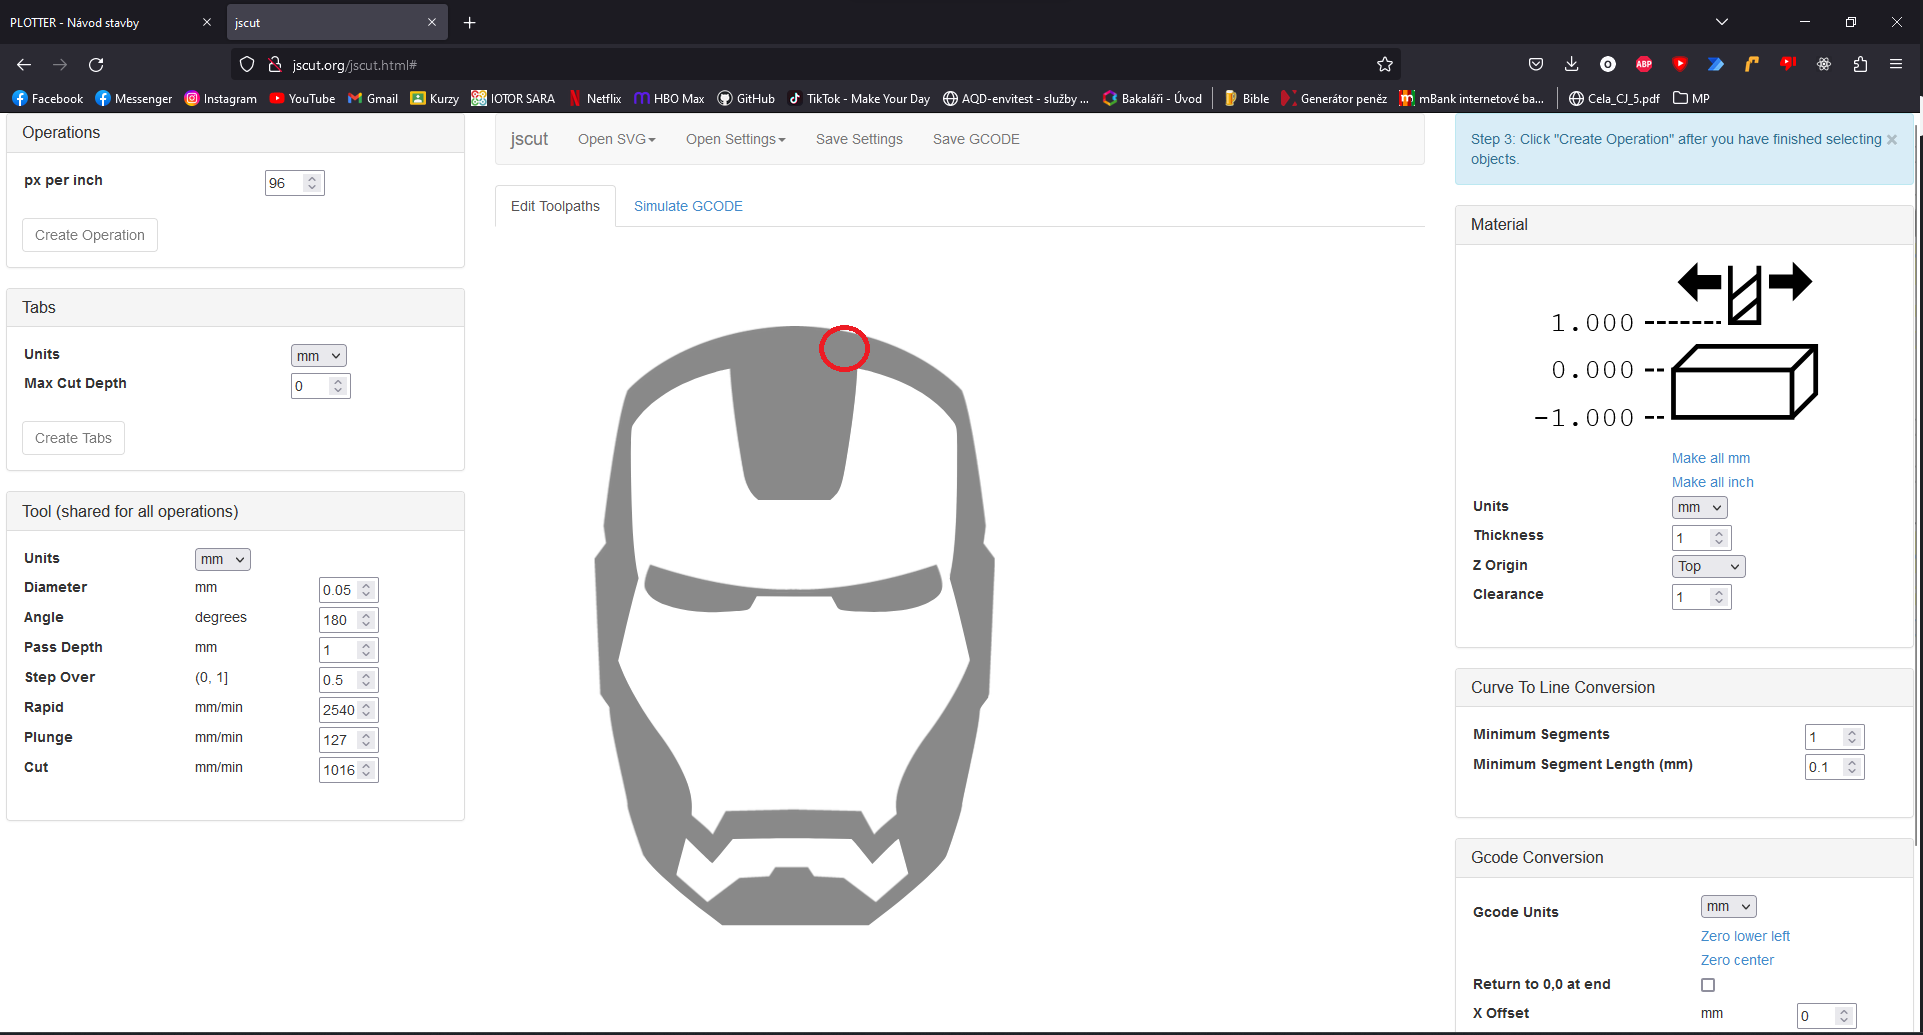 PLOTTER - Návod stavby
jscut
jscut.org/jscut.html#
Facebook Messenger Instagram YouTube Gmail Kurzy IOTOR SARA Netflix HBO Max GitHub TikTok - Make Your Day AQD-envitest - služby ... Bakaláři - Úvod Bible Generátor peněz mBank internetové ba... Cela_CJ_5.pdf MP
Operations
px per inch 96
Create Operation
Tabs
Units mm
Max Cut Depth 0
Create Tabs
Tool (shared for all operations)
Units mm
Diameter mm 0.05
Angle degrees 180
Pass Depth mm 1
Step Over (0, 1] 0.5
Rapid mm/min 2540
Plunge mm/min 127
Cut mm/min 1016
jscut Open SVG Open Settings Save Settings Save GCODE
Edit Toolpaths Simulate GCODE
Step 3: Click "Create Operation" after you have finished selecting
objects.
Material
1.000
0.000
-1.000
Make all mm
Make all inch
Units mm
Thickness 1
Z Origin Top
Clearance 1
Curve To Line Conversion
Minimum Segments 1
Minimum Segment Length (mm) 0.1
Gcode Conversion
Gcode Units mm
Zero lower left
Zero center
Return to 0,0 at end
X Offset mm 0